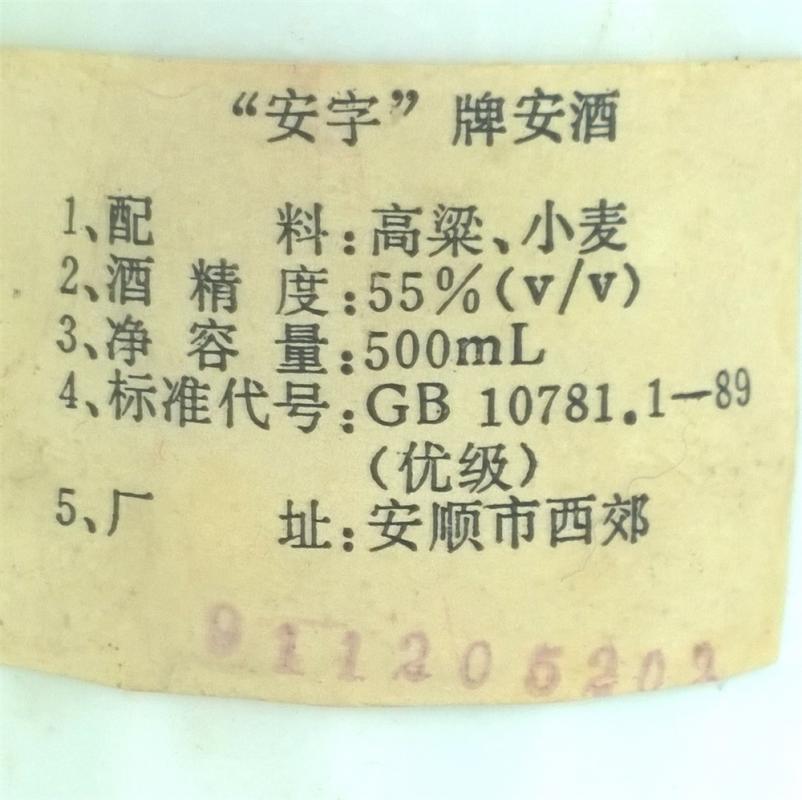 “安字”牌安酒
1、配料:高粱、小麦
2、酒精度:55%(v/v)
3、净容量:500mL
4、标准代号:GB 10781.1—89
(优级)
5、厂址:安顺市西郊
911205202